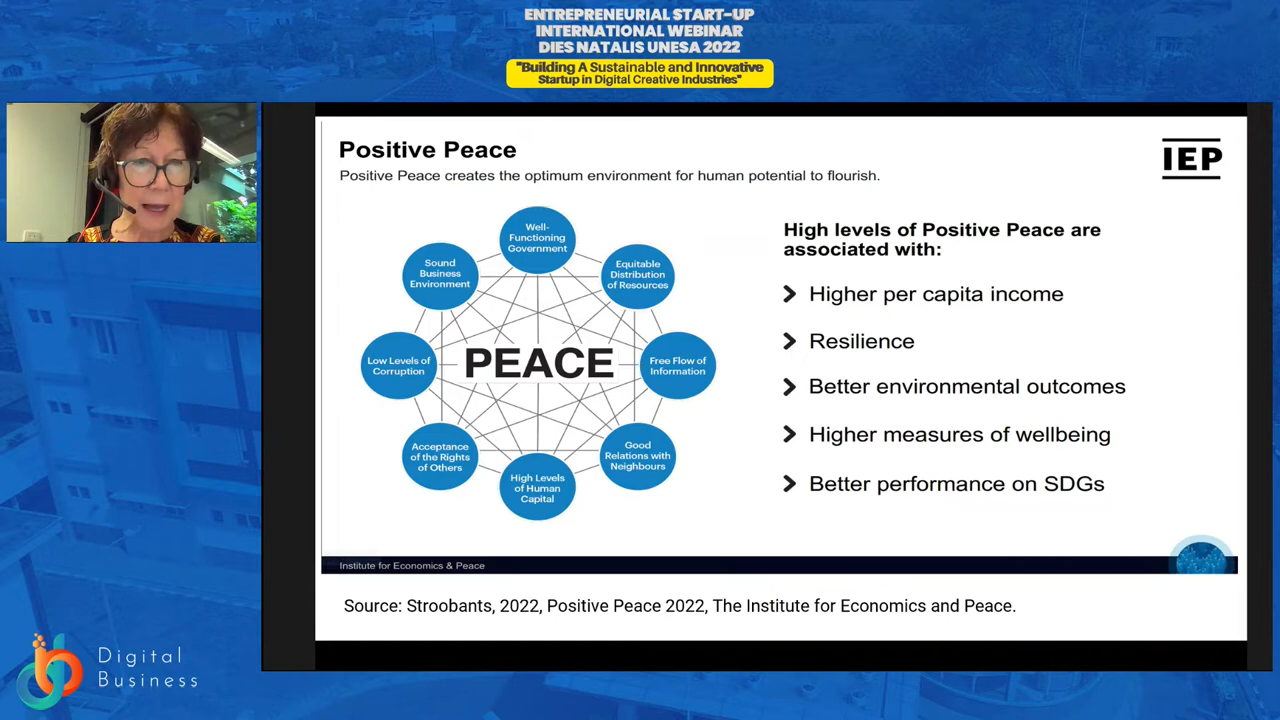 ENTREPRENEURIAL START-UP
INTERNATIONAL WEBINAR
DIES NATALIS UNESA 2022
"Building A Sustainable and Innovative
Startup in Digital Creative Industries"
Positive Peace
Positive Peace creates the optimum environment for human potential to flourish.
IEP
Well-
Functioning
Government
Sound
Business
Environment
Equitable
Distribution
of Resources
Low Levels of
Corruption
PEACE
Free Flow of
Information
Acceptance
of the Rights
of Others
Good
Relations with
Neighbours
High Levels
of Human
Capital
High levels of Positive Peace are
associated with:
Higher per capita income
Resilience
Better environmental outcomes
Higher measures of wellbeing
Better performance on SDGs
Institute for Economics & Peace
Source: Stroobants, 2022, Positive Peace 2022, The Institute for Economics and Peace.
Digital
Business